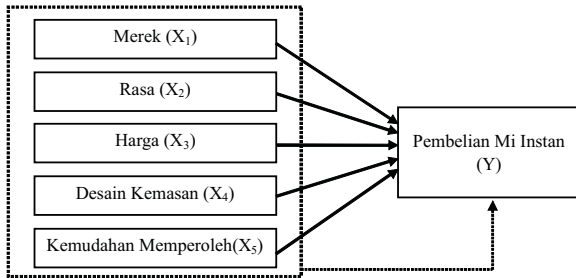 Merek (X₁)
Rasa (X₂)
Harga (X₃)
Desain Kemasan (X₄)
Kemudahan Memperoleh(X₅)
Pembelian Mi Instan
(Y)